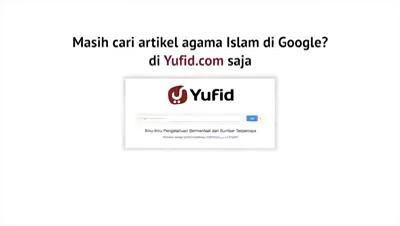 Masih cari artikel agama Islam di Google?
di Yufid.com saja
Yufid
Ilmu-Ilmu Pengetahuan Bermanfaat dari Sumber Terpercaya